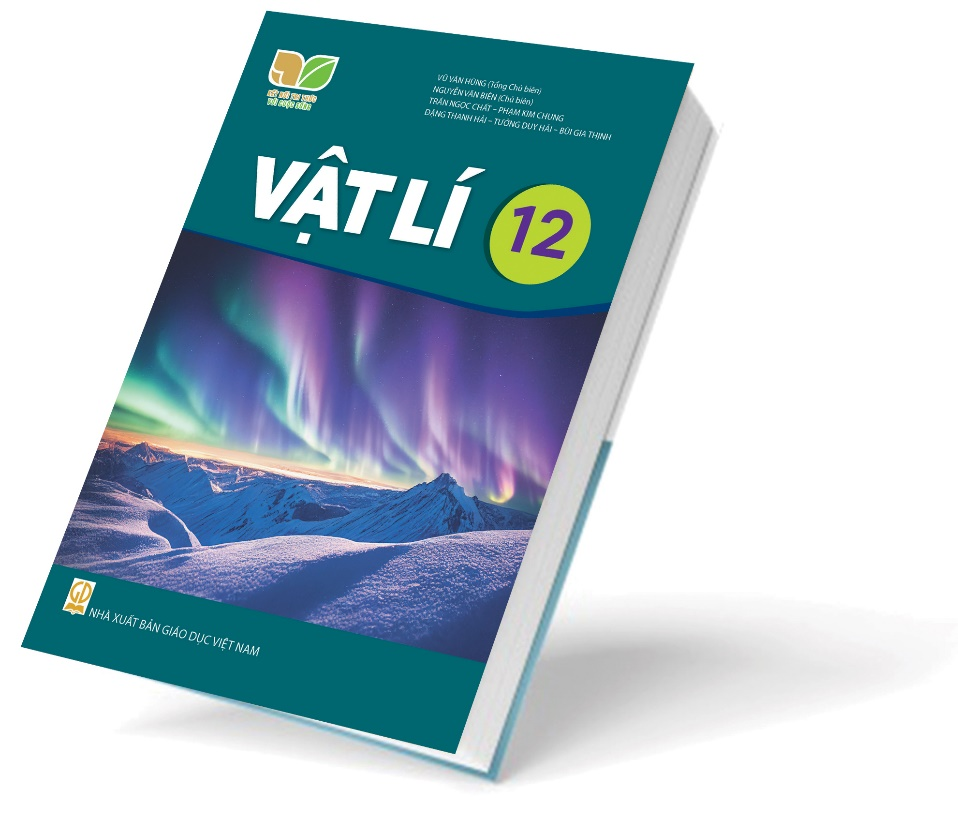 KẾT NỐI TRI THỨC
VỚI CUỘC SỐNG
VŨ VĂN HÙNG (Tổng Chủ biên)
NGUYỄN VĂN BIÊN (Chủ biên)
TRẦN NGỌC CHẤT – PHẠM KIM CHUNG
ĐẶNG THANH HẢI – TƯỞNG DUY HẢI – BÙI GIA THỊNH
VẬT LÍ 12
GD
NHÀ XUẤT BẢN GIÁO DỤC VIỆT NAM